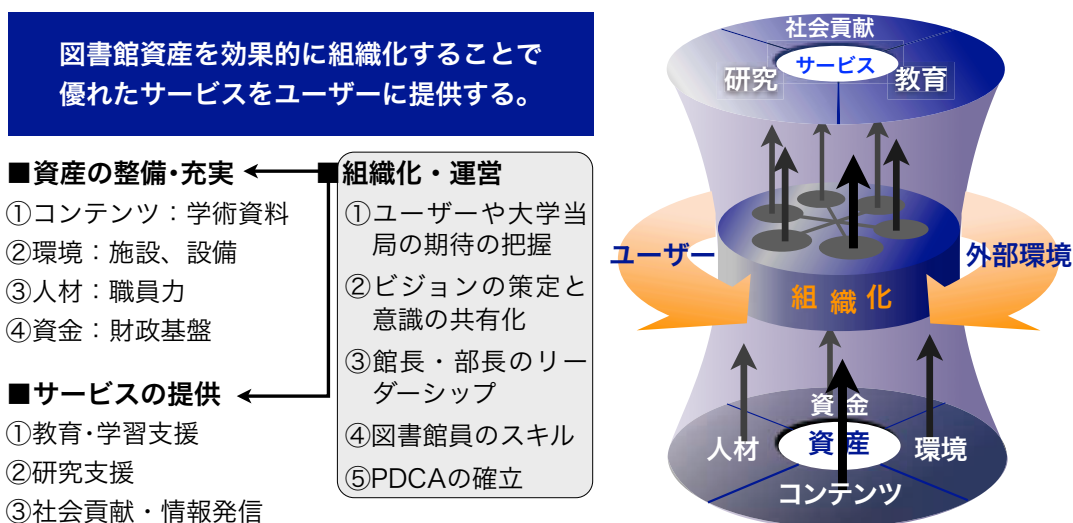 図書館資産を効果的に組織化することで
優れたサービスをユーザーに提供する。
■資産の整備・充実
①コンテンツ：学術資料
②環境：施設、設備
③人材：職員力
④資金：財政基盤
■サービスの提供
①教育・学習支援
②研究支援
③社会貢献・情報発信
■組織化・運営
①ユーザーや大学当
局の期待の把握
②ビジョンの策定と
意識の共有化
③館長・部長のリー
ダーシップ
④図書館員のスキル
⑤PDCAの確立
社会貢献
サービス
研究
教育
ユーザー
外部環境
組織化
資金
人材
資産
環境
コンテンツ